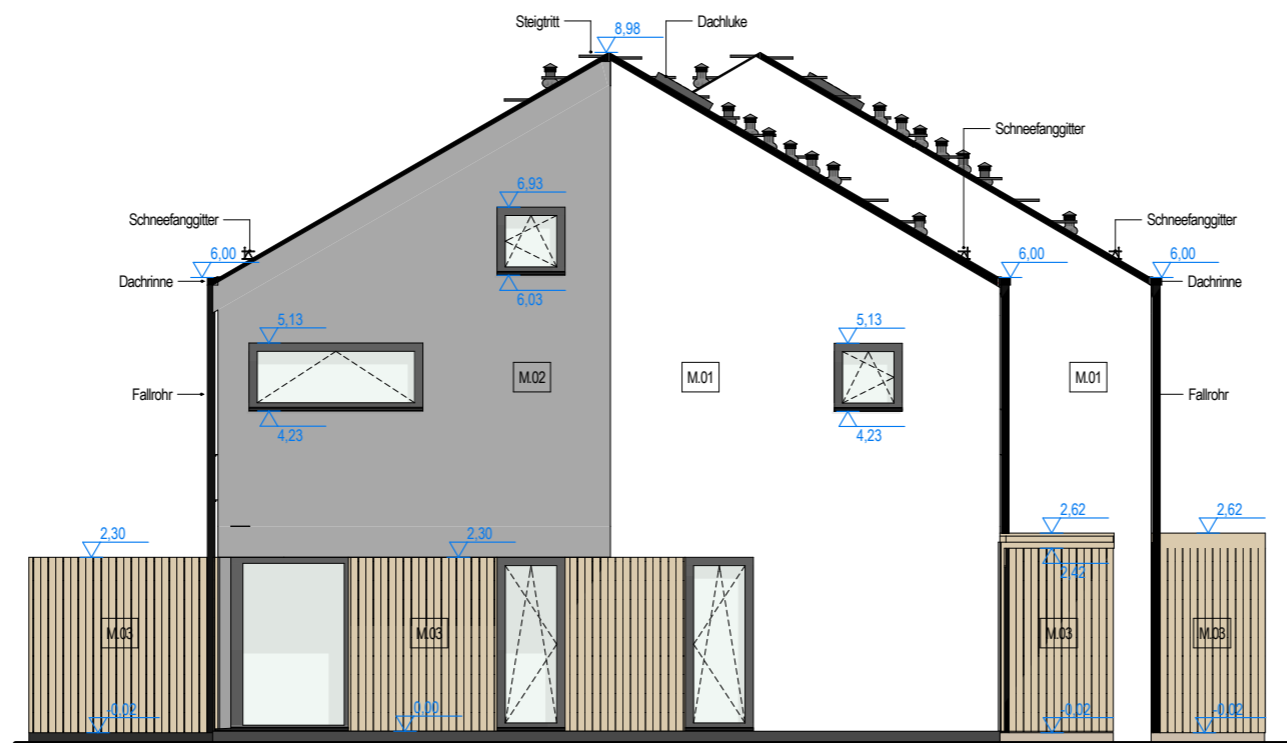 Steigtritt
8,98
Dachluke
Schneefanggitter
Schneefanggitter
6,93
Schneefanggitter
6,00
6,00
6,00
Dachrinne
6,03
Dachrinne
5,13
5,13
M.02
M.01
M.01
Fallrohr
Fallrohr
4,23
4,23
2,62
2,62
2,30
2,30
2,42
M.03
M.03
M.03
M.03
-0,02
0,00
-0,02
-0,02